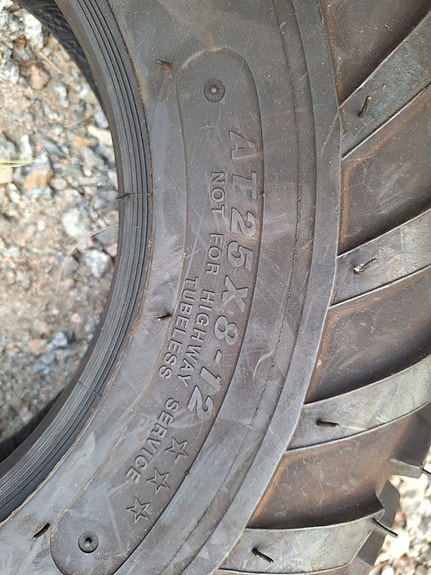 AT25X8-12 ☆☆☆
NOT FOR HIGHWAY SERVICE
TUBELESS